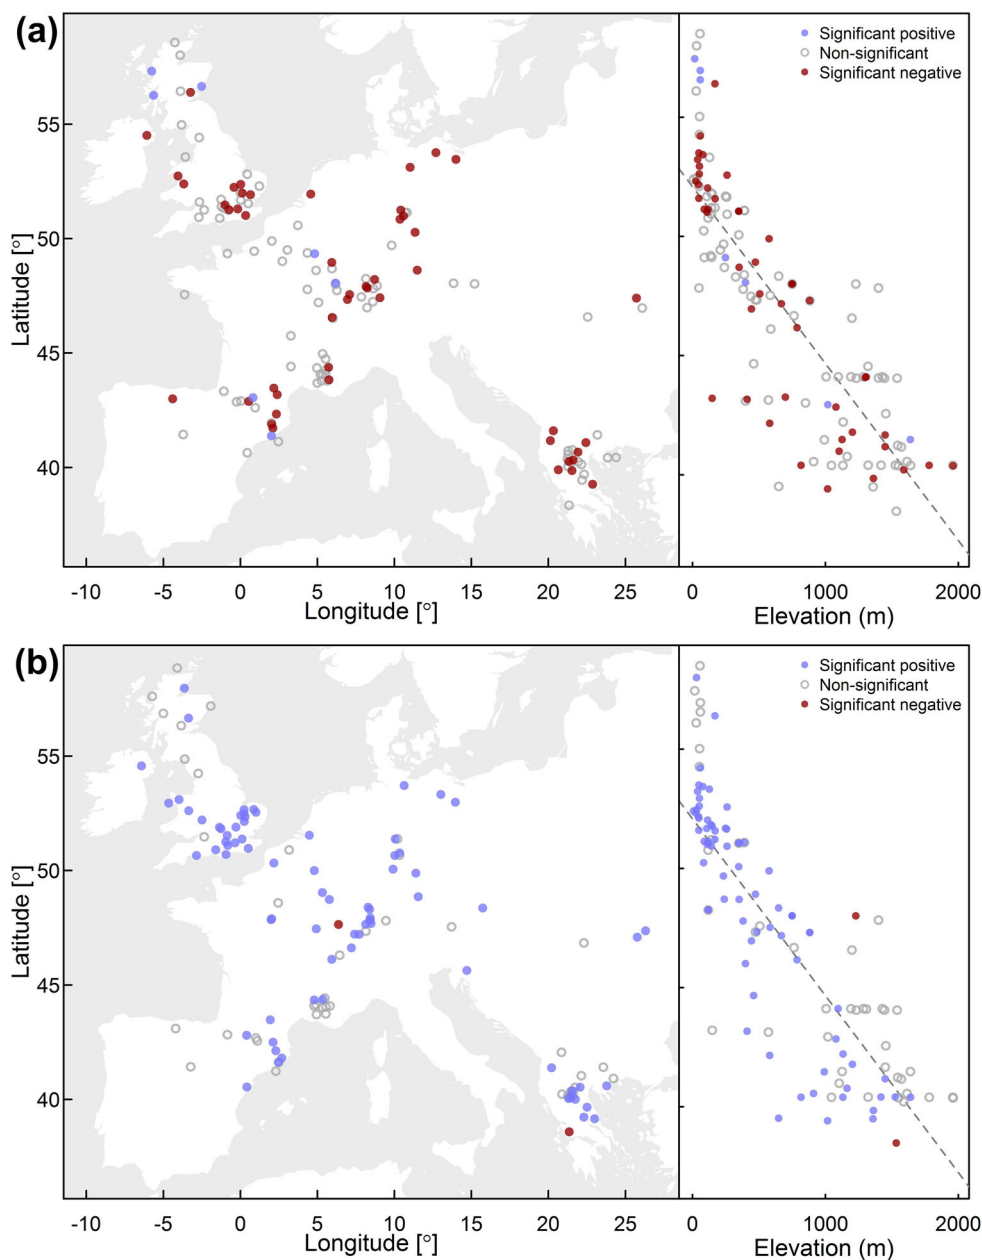 (a)
Significant positive
Non-significant
Significant negative
55
50
45
40
Latitude [°]
-10 -5 0 5 10 15 20 25
0 1000 2000
Longitude [°]
Elevation (m)
(b)
Significant positive
Non-significant
Significant negative
55
50
45
40
Latitude [°]
-10 -5 0 5 10 15 20 25
0 1000 2000
Longitude [°]
Elevation (m)